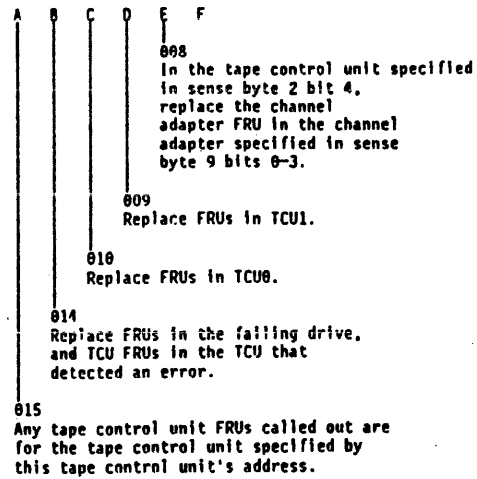 A B C D E F
008
In the tape control unit specified
in sense byte 2 bit 4,
replace the channel
adapter FRU in the channel
adapter specified in sense
byte 9 bits 0-3.
009
Replace FRUs in TCU1.
010
Replace FRUs in TCU0.
014
Replace FRUs in the failing drive,
and TCU FRUs in the TCU that
detected an error.
015
Any tape control unit FRUs called out are
for the tape control unit specified by
this tape control unit's address.